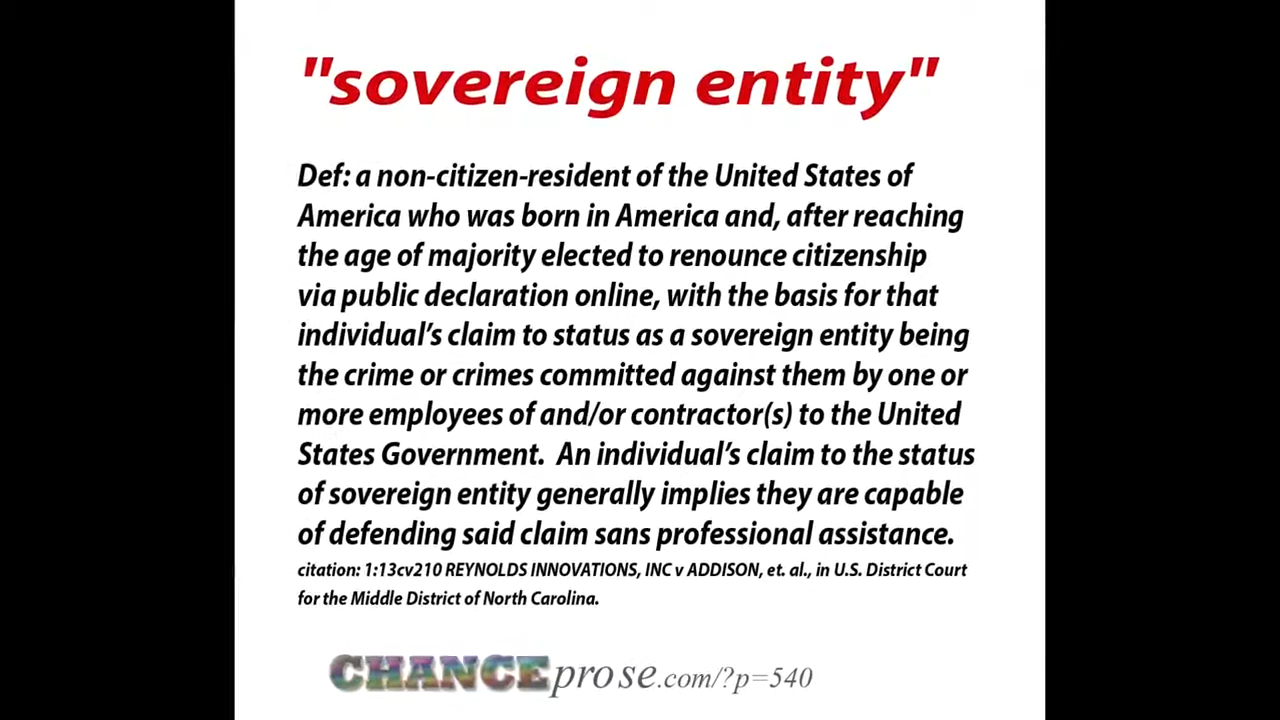 "sovereign entity"
Def: a non-citizen-resident of the United States of
America who was born in America and, after reaching
the age of majority elected to renounce citizenship
via public declaration online, with the basis for that
individual's claim to status as a sovereign entity being
the crime or crimes committed against them by one or
more employees of and/or contractor(s) to the United
States Government.  An individual's claim to the status
of sovereign entity generally implies they are capable
of defending said claim sans professional assistance.
citation: 1:13cv210 REYNOLDS INNOVATIONS, INC v ADDISON, et. al., in U.S. District Court
for the Middle District of North Carolina.
CHANCEprose.com/?p=540